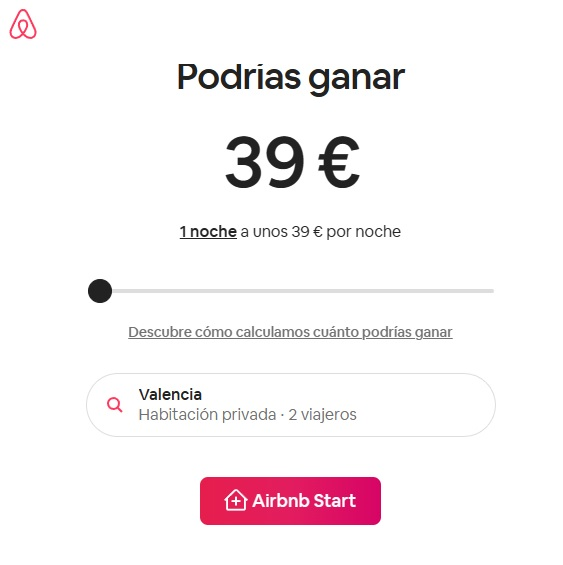 Podrías ganar
39 €
1 noche a unos 39 € por noche
Descubre cómo calculamos cuánto podrías ganar
Valencia
Habitación privada · 2 viajeros
Airbnb Start